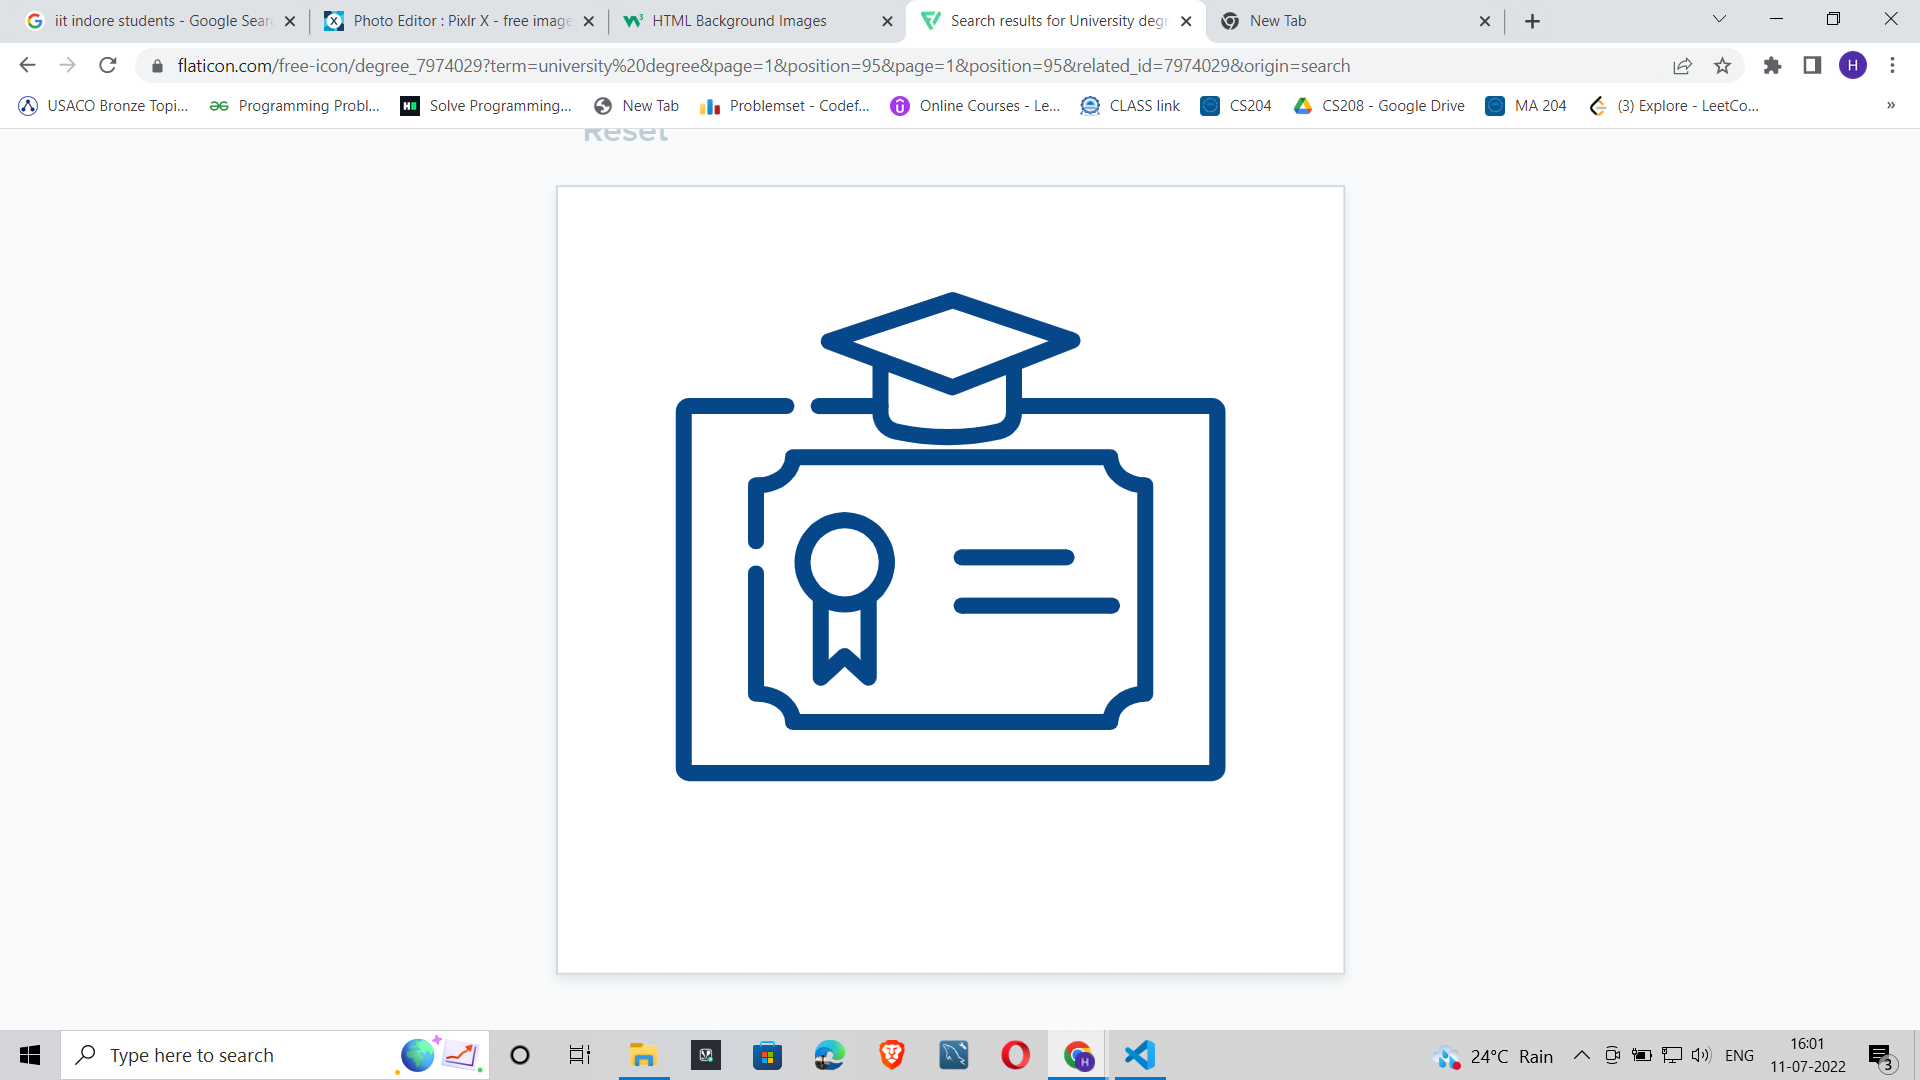 iit indore students - Google Sear
Photo Editor : Pixlr X - free image
HTML Background Images
Search results for University degr
New Tab
flaticon.com/free-icon/degree_7974029?term=university%20degree&page=1&position=95&page=1&position=95&related_id=7974029&origin=search
H
USACO Bronze Topi...
Programming Probl...
Solve Programming...
New Tab
Problemset - Codef...
Online Courses - Le...
CLASS link
CS204
CS208 - Google Drive
MA 204
(3) Explore - LeetCo...
»
Reset
Type here to search
24°C Rain
ENG
16:01
11-07-2022
3